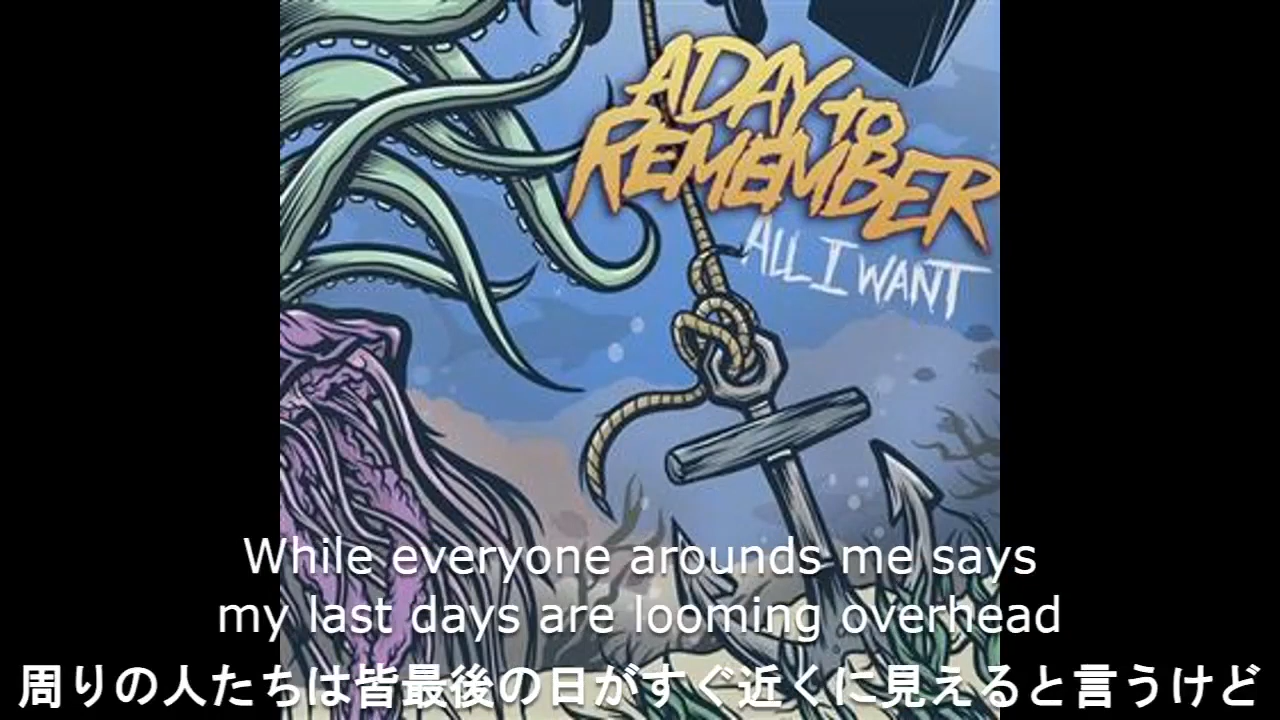 A DAY TO
REMEMBER
ALL I WANT
While everyone arounds me says
my last days are looming overhead
周りの人たちは皆最後の日がすぐ近くに見えると言うけど